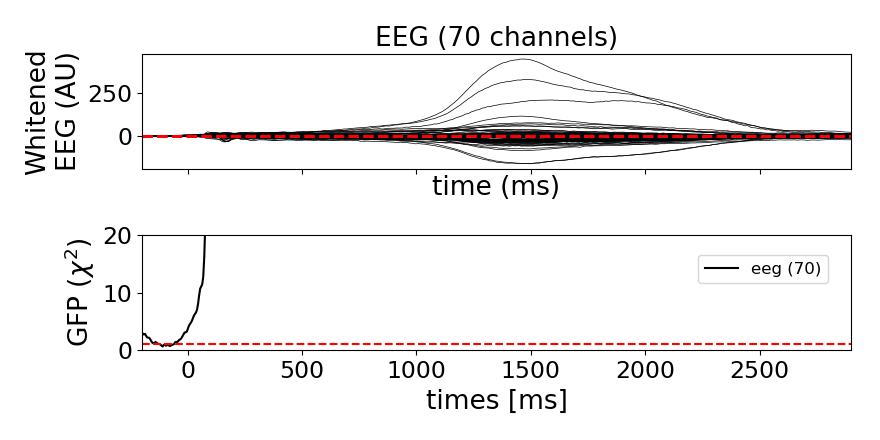 EEG (70 channels)
Whitened
EEG (AU)
250
0
time (ms)
GFP (χ²)
20
10
0
eeg (70)
0 500 1000 1500 2000 2500
times [ms]